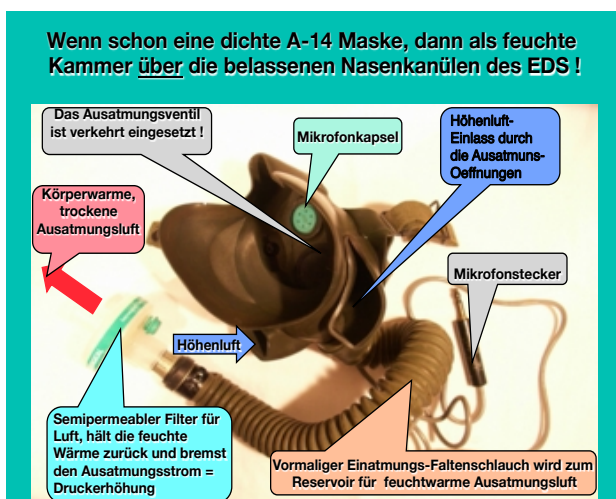 Wenn schon eine dichte A-14 Maske, dann als feuchte
Kammer über die belassenen Nasenkanülen des EDS !
Das Ausatmungsventil
ist verkehrt eingesetzt !
Mikrofonkapsel
Höhenluft-
Einlass durch
die Ausatmuns-
Oeffnungen
Körperwarme,
trockene
Ausatmungsluft
Mikrofonstecker
Höhenluft
Semipermeabler Filter für
Luft, hält die feuchte
Wärme zurück und bremst
den Ausatmungsstrom =
Druckerhöhung
Vormaliger Einatmungs-Faltenschlauch wird zum
Reservoir für feuchtwarme Ausatmungsluft